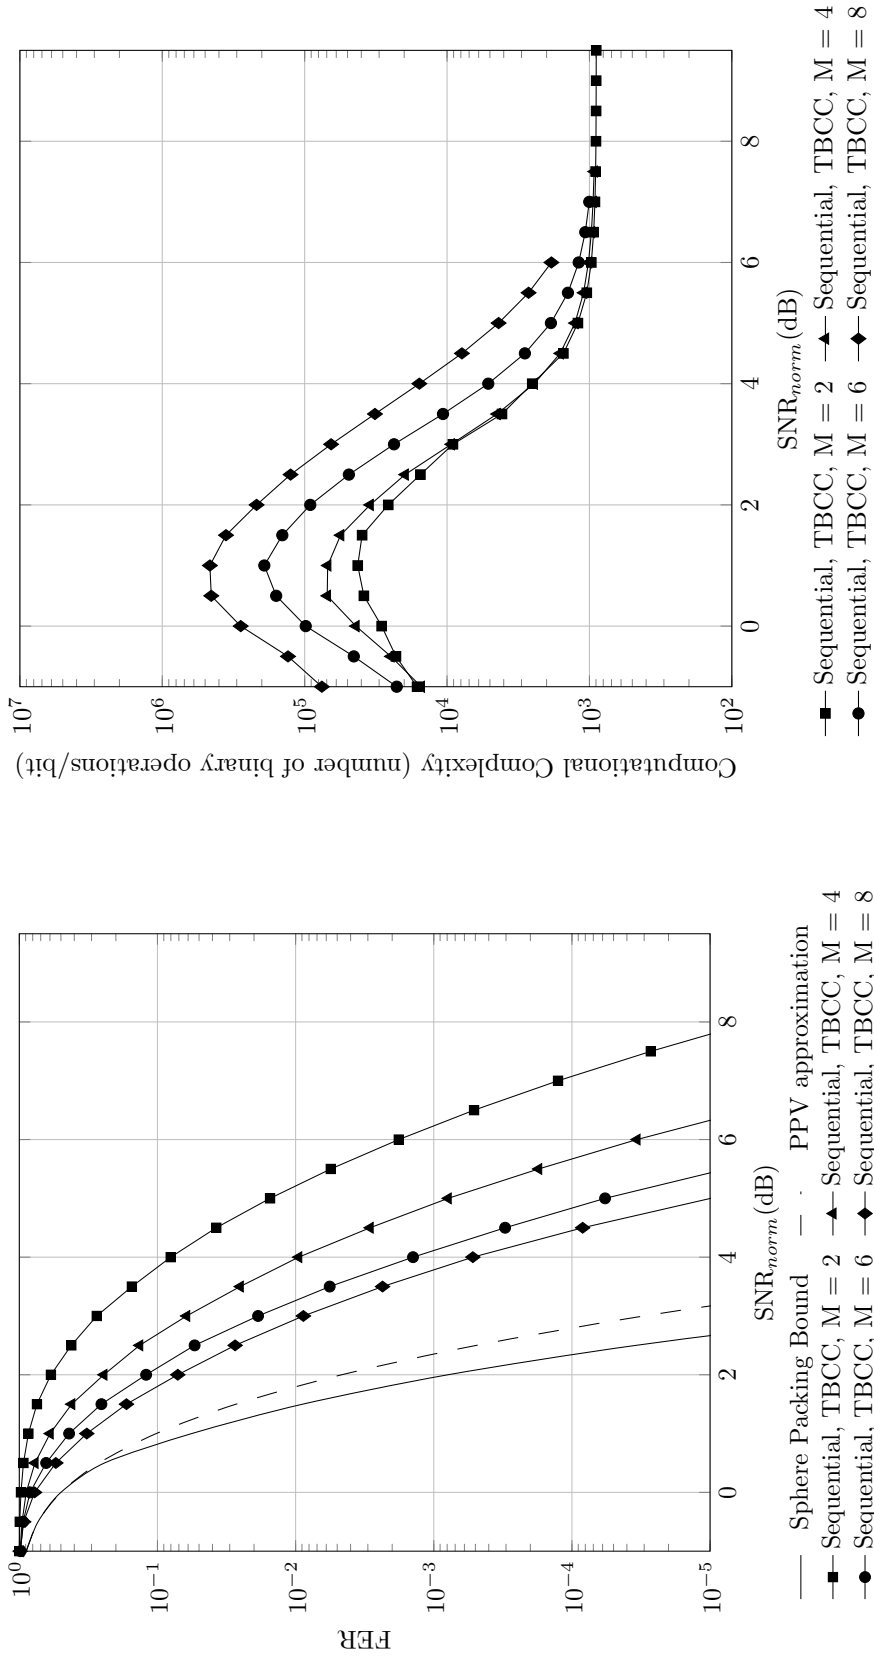 10^0
10^-1
10^-2
10^-3
10^-4
10^-5
FER
0
2
4
6
8
SNR_norm(dB)
Sphere Packing Bound
PPV approximation
Sequential, TBCC, M = 2
Sequential, TBCC, M = 4
Sequential, TBCC, M = 6
Sequential, TBCC, M = 8
10^7
10^6
10^5
10^4
10^3
10^2
Computational Complexity (number of binary operations/bit)
0
2
4
6
8
SNR_norm(dB)
Sequential, TBCC, M = 2
Sequential, TBCC, M = 4
Sequential, TBCC, M = 6
Sequential, TBCC, M = 8